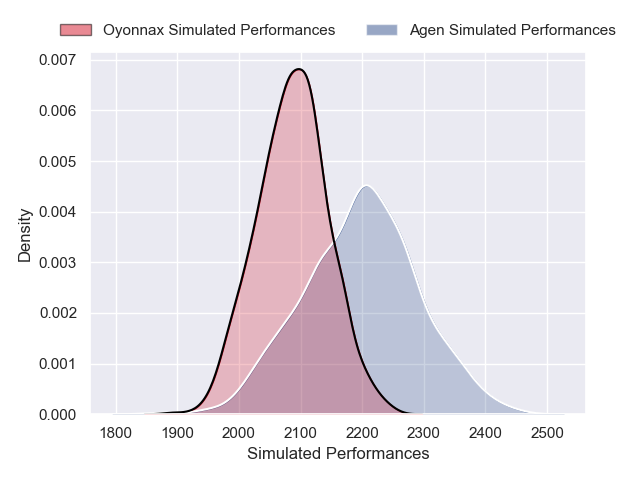 Oyonnax Simulated Performances Agen Simulated Performances
0.007
0.006
0.005
0.004
0.003
0.002
0.001
0.000
Density
1800 1900 2000 2100 2200 2300 2400 2500
Simulated Performances